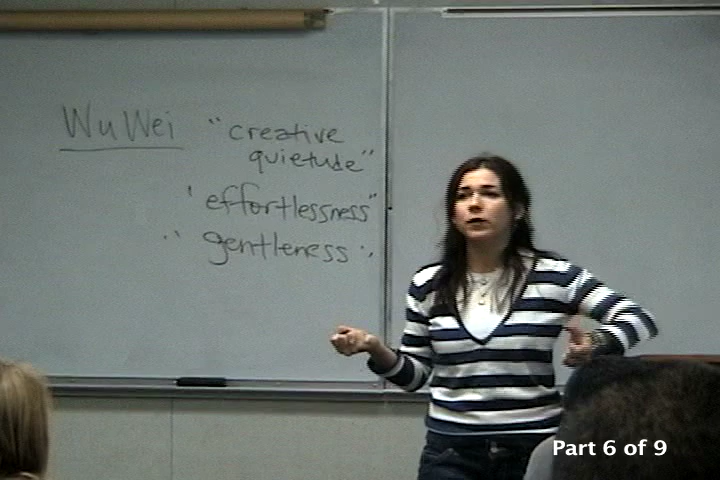 Wu Wei "creative
quietude"
'effortlessness"
"gentleness"
Part 6 of 9